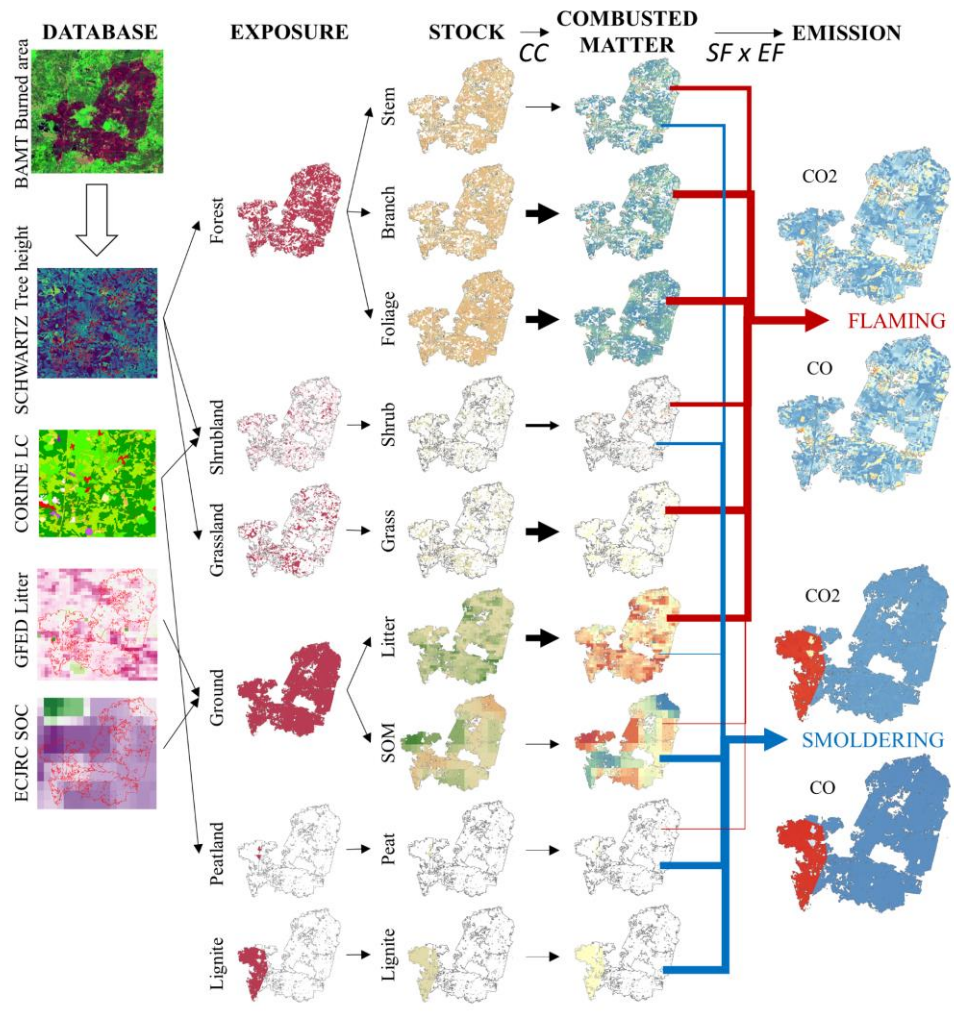 DATABASE
EXPOSURE
STOCK
CC
COMBUSTED
MATTER
SF x EF
EMISSION
BAMT Burned area
SCHWARTZ Tree height
CORINE LC
GFED Litter
ECJRC SOC
Forest
Shrubland
Grassland
Ground
Peatland
Lignite
Stem
Branch
Foliage
Shrub
Grass
Litter
SOM
Peat
Lignite
CO2
FLAMING
CO
CO2
SMOLDERING
CO